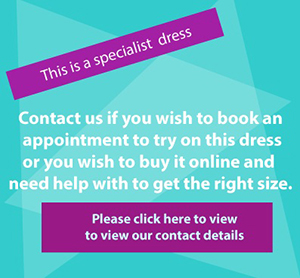 This is a specialist dress
Contact us if you wish to book an
appointment to try on this dress
or you wish to buy it online and
need help with to get the right size.
Please click here to view
to view our contact details